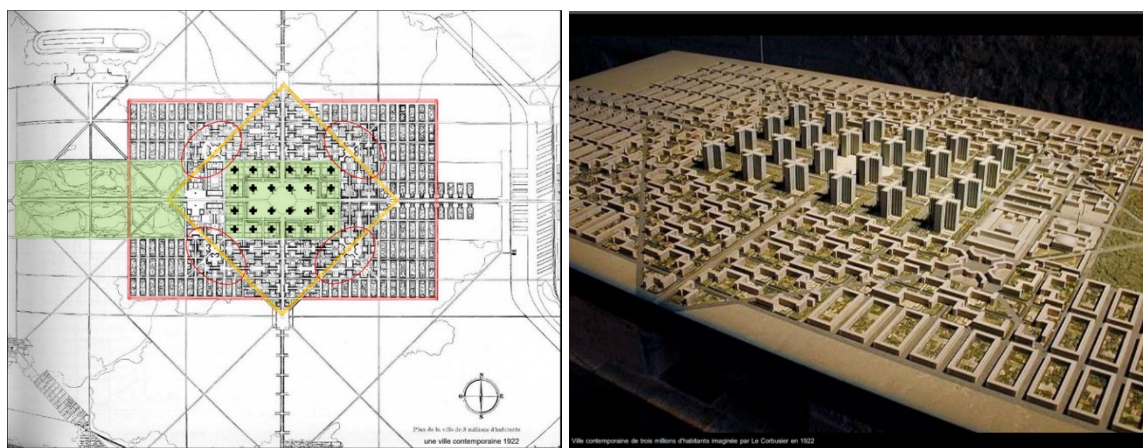 N
S
Plan de la ville de 3 millions d'habitants
une ville contemporaine 1922
Ville contemporaine de trois millions d'habitants imaginée par Le Corbusier en 1922